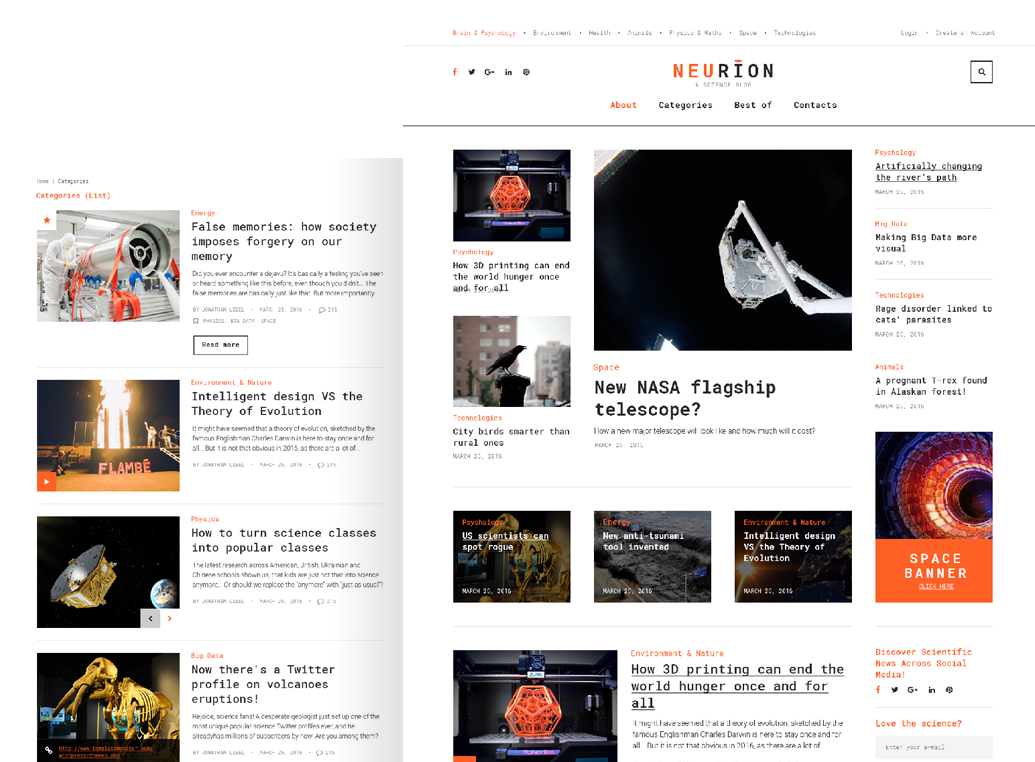 Brain & Psychology • Environment • Health • Animals • Physics & Maths • Space • Technologies
Login • Create an Account
NEURION
A SCIENCE BLOG
About Categories Best of Contacts
Home | Categories
Categories (List)
Energy
False memories: how society
imposes forgery on our
memory
Did you ever encounter a dejavu? It's basically a feeling you've seen
or heard something like this before, even though you didn't... The
false memories are basically just like that. But more importantly
BY JONATHAN LEBEL • MARCH 25, 2016 • 215
PHYSICS, BIG DATA, SPACE
Read more
Environment & Nature
Intelligent design VS the
Theory of Evolution
It might have seemed that a theory of evolution, sketched by the
famous Englishman Charles Darwin is here to stay once and for
all... But it is not that obvious in 2016, as there are a lot of...
BY JONATHAN LEBEL • MARCH 25, 2016 • 215
FLAMBÉ
Physics
How to turn science classes
into popular classes
The latest research across American, British, Ukrainian and
Chinese schools shown us, that kids are just not that into science
anymore... Or should we replace the "anymore" with "just as usual"?
BY JONATHAN LEBEL • MARCH 25, 2016 • 215
Big Data
Now there's a Twitter
profile on volcanoes
eruptions!
Rejoice, science fans! A desperate geologist just set up one of the
most unique popular science Twitter profiles ever, and he
already has millions of subscribers by now. Are you among them?
BY JONATHAN LEBEL • MARCH 25, 2016 • 215
http://www.templatemonster.com/
wordpress-themes.php
Psychology
How 3D printing can end
the world hunger once
and for all
Technologies
City birds smarter than
rural ones
MARCH 25, 2016
Space
New NASA flagship
telescope?
How a new major telescope will look like and how much will it cost?
MARCH 25, 2016
Psychology
Artificially changing
the river's path
MARCH 25, 2016
Big Data
Making Big Data more
visual
MARCH 25, 2016
Technologies
Rage disorder linked to
cats' parasites
MARCH 25, 2016
Animals
A pregnant T-rex found
in Alaskan forest!
MARCH 25, 2016
SPACE
BANNER
CLICK HERE
Psychology
US scientists can
spot rogue
MARCH 25, 2016
Energy
New anti-tsunami
tool invented
MARCH 25, 2016
Environment & Nature
Intelligent design
VS the Theory of
Evolution
MARCH 25, 2016
Environment & Nature
How 3D printing can end the
world hunger once and for
all
It might have seemed that a theory of evolution, sketched by the
famous Englishman Charles Darwin is here to stay once and for
all... But it is not that obvious in 2016, as there are a lot of...
BY JONATHAN LEBEL • MARCH 25, 2016 • 215
Discover Scientific
News Across Social
Media!
Love the science?
Enter your e-mail